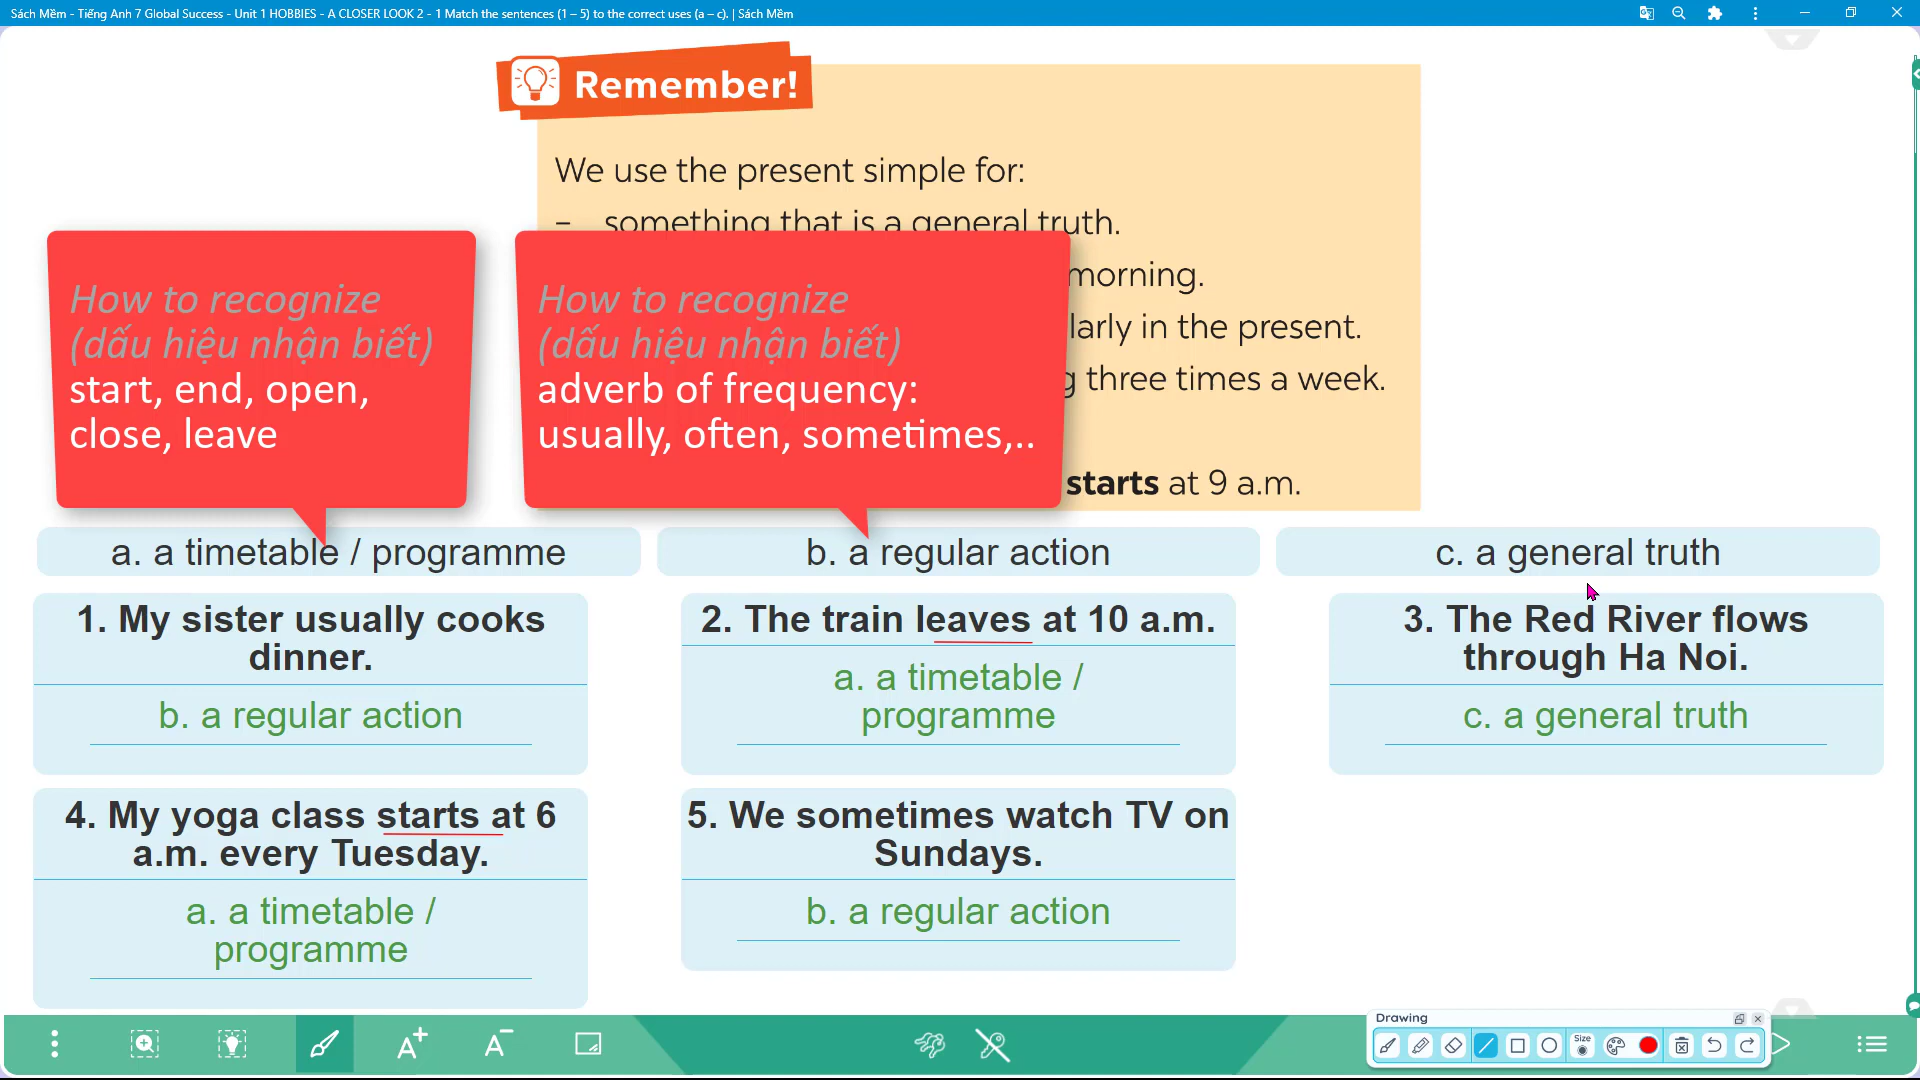 Sách Mềm - Tiếng Anh 7 Global Success - Unit 1 HOBBIES - A CLOSER LOOK 2 - 1 Match the sentences (1 – 5) to the correct uses (a – c). | Sách Mềm
Remember!
We use the present simple for:
– something that is a general truth.
morning.
larly in the present.
g three times a week.
starts at 9 a.m.
How to recognize
(dấu hiệu nhận biết)
start, end, open,
close, leave
How to recognize
(dấu hiệu nhận biết)
adverb of frequency:
usually, often, sometimes,..
a. a timetable / programme
b. a regular action
c. a general truth
1. My sister usually cooks
dinner.
b. a regular action
2. The train leaves at 10 a.m.
a. a timetable /
programme
3. The Red River flows
through Ha Noi.
c. a general truth
4. My yoga class starts at 6
a.m. every Tuesday.
a. a timetable /
programme
5. We sometimes watch TV on
Sundays.
b. a regular action
A+
A-
Drawing
Size